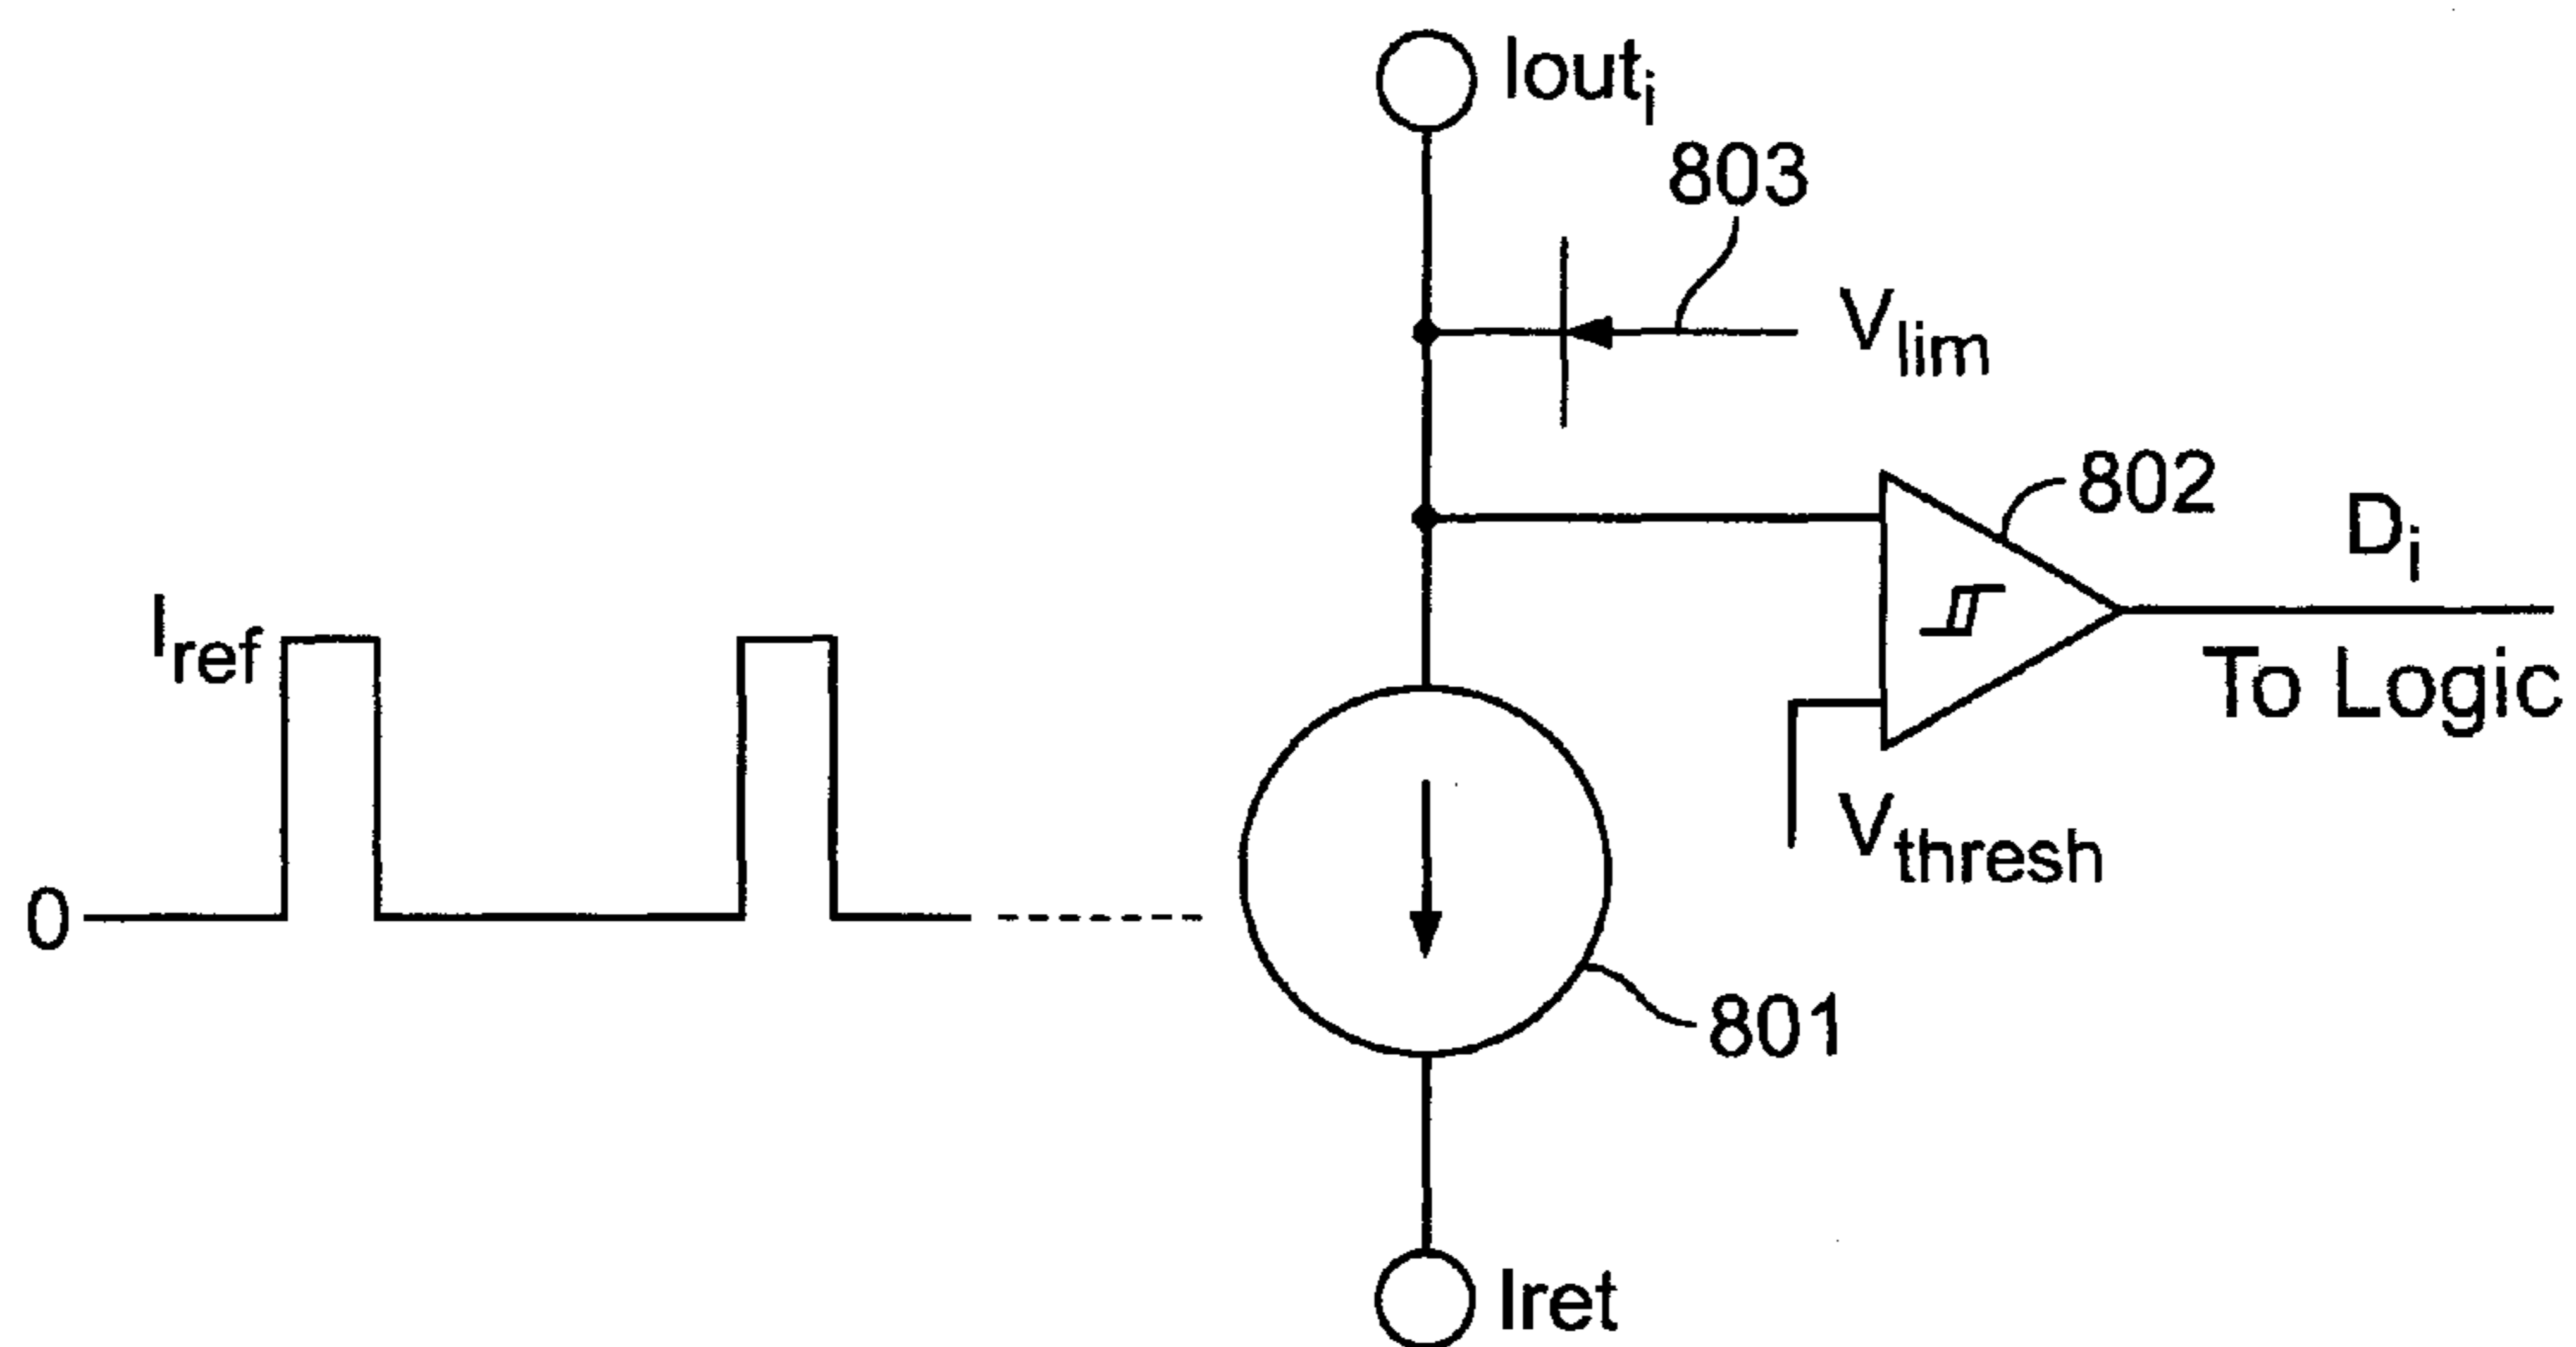 Iout_i
803
V_lim
802
D_i
I_ref
To Logic
V_thresh
0
801
Iret